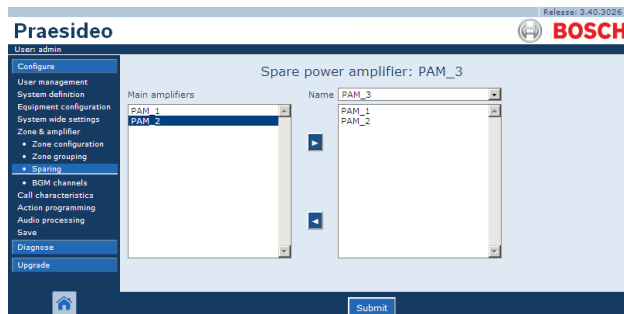 Release: 3.40.3026
Praesideo
BOSCH
User: admin
Configure
User management
System definition
Equipment configuration
System wide settings
Zone & amplifier
• Zone configuration
• Zone grouping
• Sparing
• BGM channels
Call characteristics
Action programming
Audio processing
Save
Diagnose
Upgrade
Spare power amplifier: PAM_3
Main amplifiers
PAM_1
PAM_2
Name PAM_3
PAM_1
PAM_2
Submit